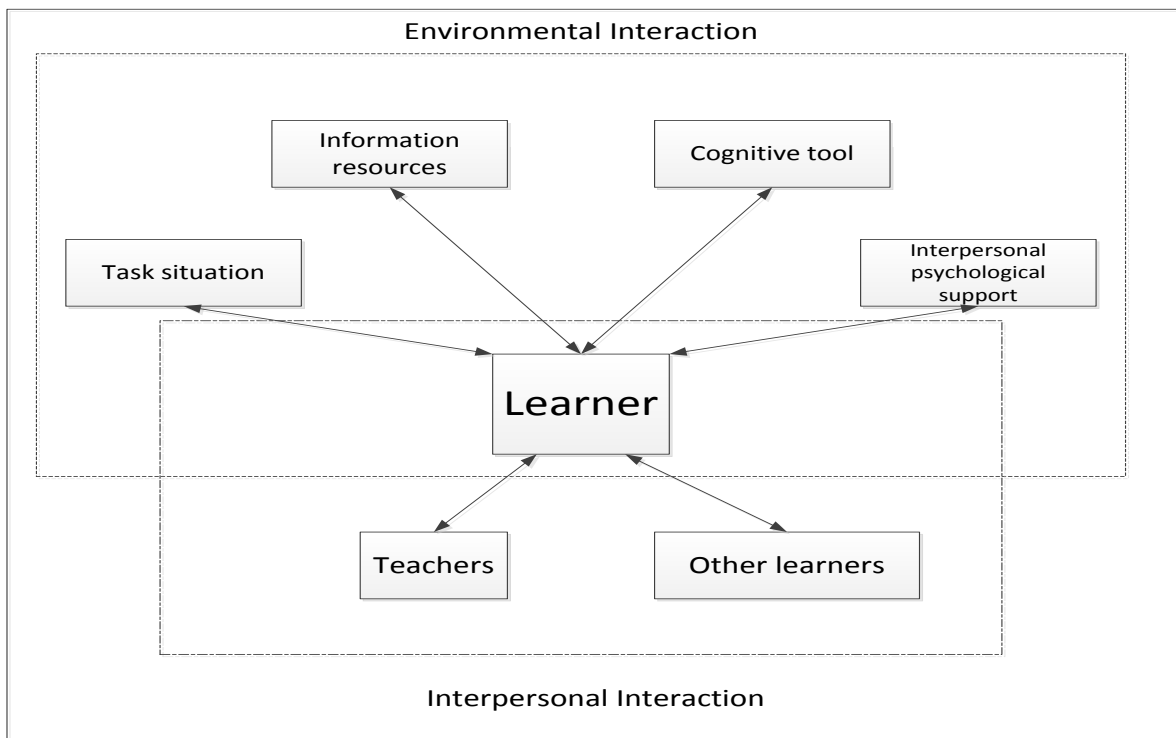 Environmental Interaction
Information
resources
Cognitive tool
Task situation
Interpersonal
psychological
support
Learner
Teachers
Other learners
Interpersonal Interaction